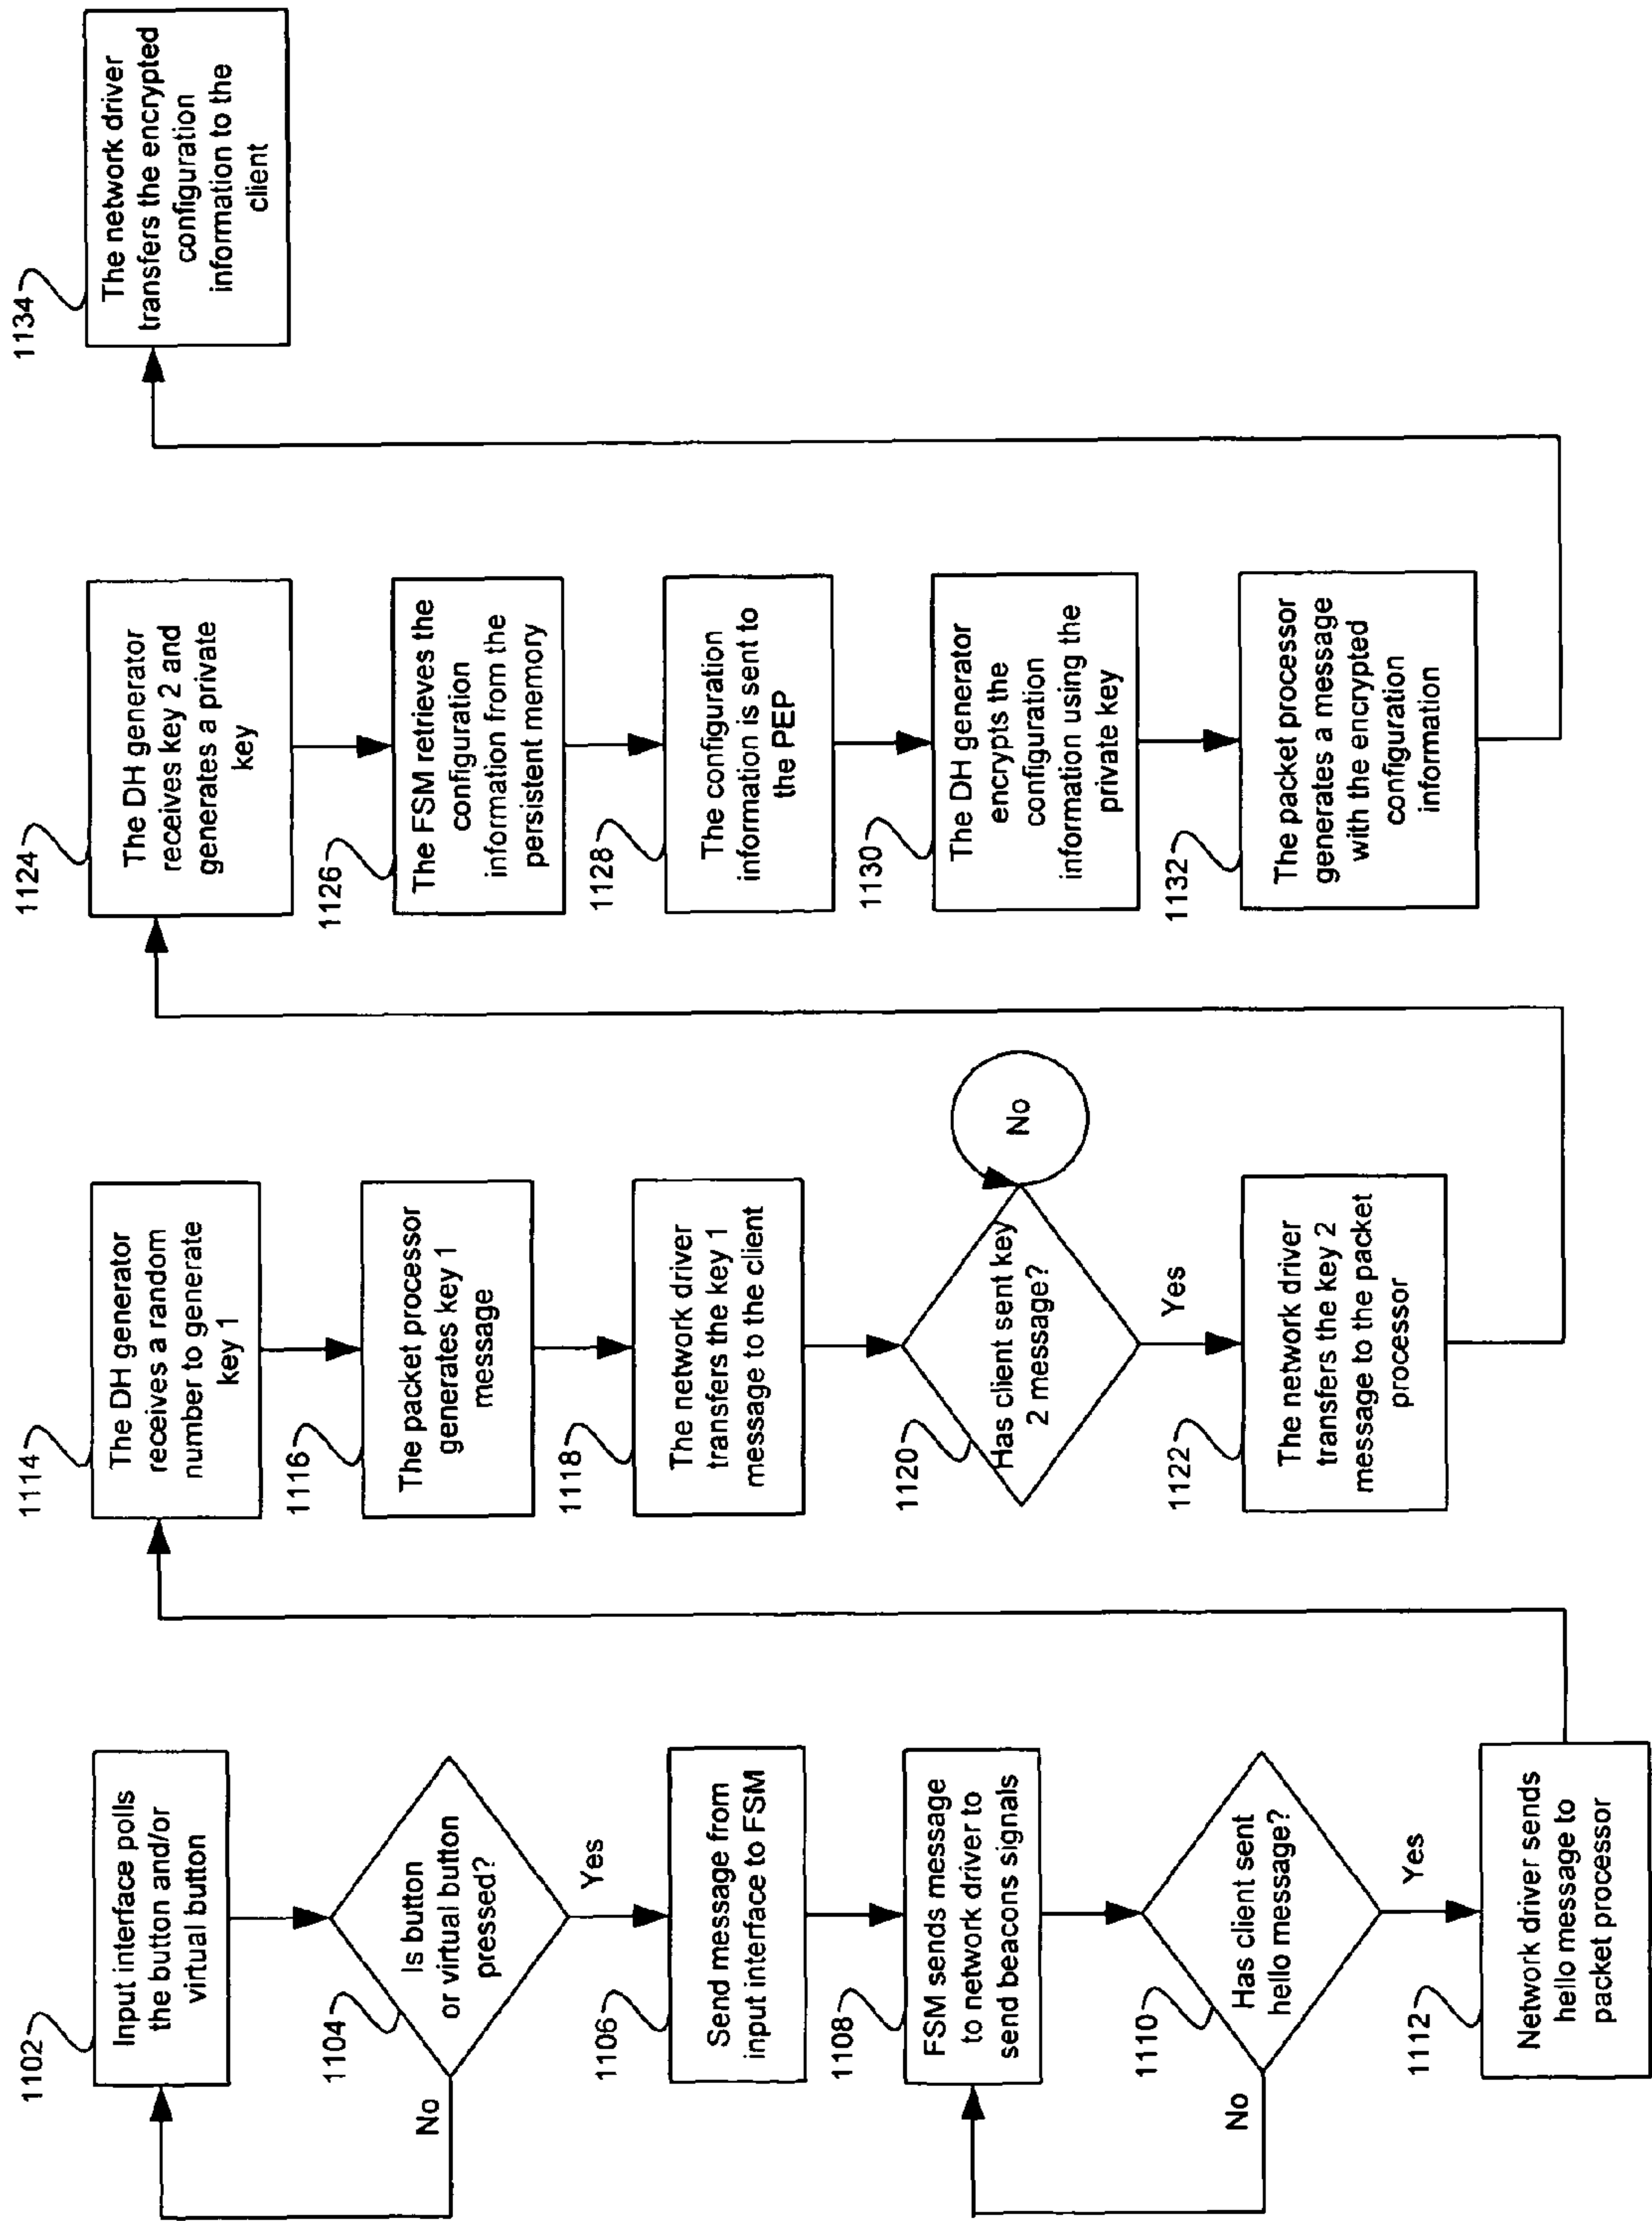 1102
Input interface polls
the button and/or
virtual button
1104
Is button
or virtual button
pressed?
No
Yes
1106
Send message from
input interface to FSM
1108
FSM sends message
to network driver to
send beacons signals
1110
Has client sent
hello message?
No
Yes
1112
Network driver sends
hello message to
packet processor
1114
The DH generator
receives a random
number to generate
key 1
1116
The packet processor
generates key 1
message
1118
The network driver
transfers the key 1
message to the client
1120
Has client sent key
2 message?
No
Yes
1122
The network driver
transfers the key 2
message to the packet
processor
1124
The DH generator
receives key 2 and
generates a private
key
1126
The FSM retrieves the
configuration
information from the
persistent memory
1128
The configuration
information is sent to
the PEP
1130
The DH generator
encrypts the
configuration
information using the
private key
1132
The packet processor
generates a message
with the encrypted
configuration
information
1134
The network driver
transfers the encrypted
configuration
information to the
client